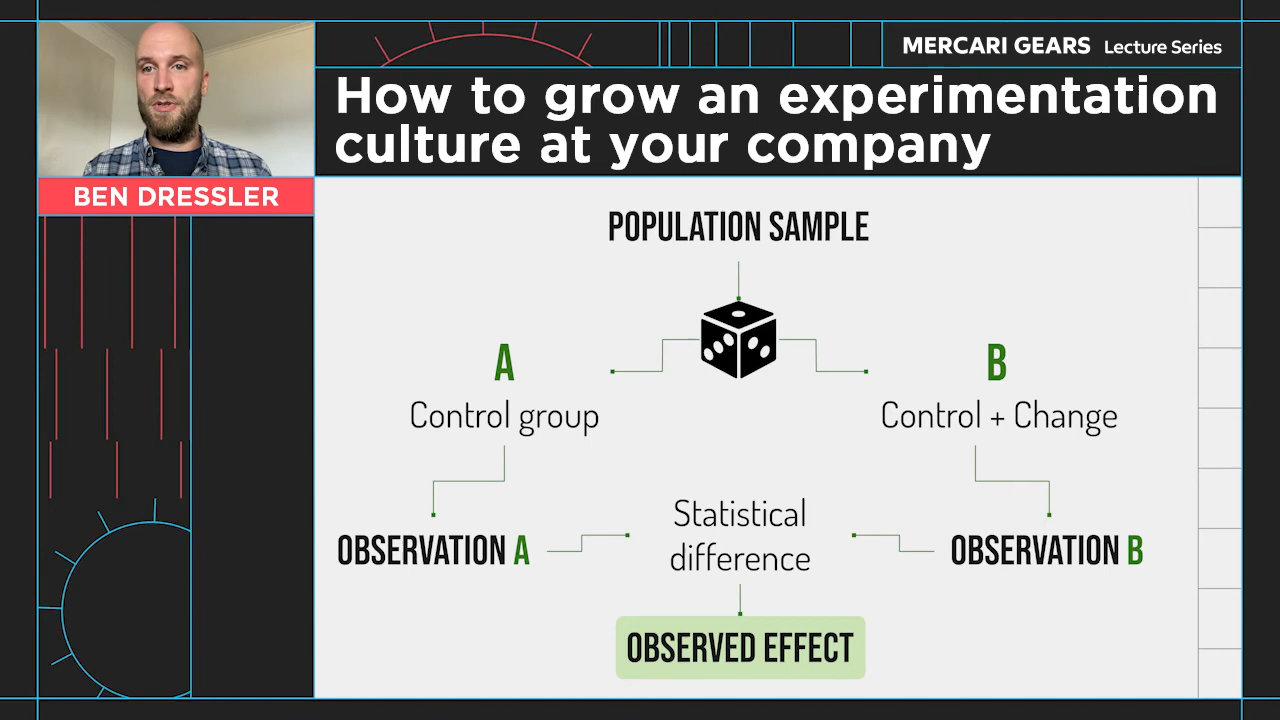 MERCARI GEARS Lecture Series
How to grow an experimentation
culture at your company
BEN DRESSLER
POPULATION SAMPLE
A
Control group
B
Control + Change
OBSERVATION A
Statistical
difference
OBSERVATION B
OBSERVED EFFECT